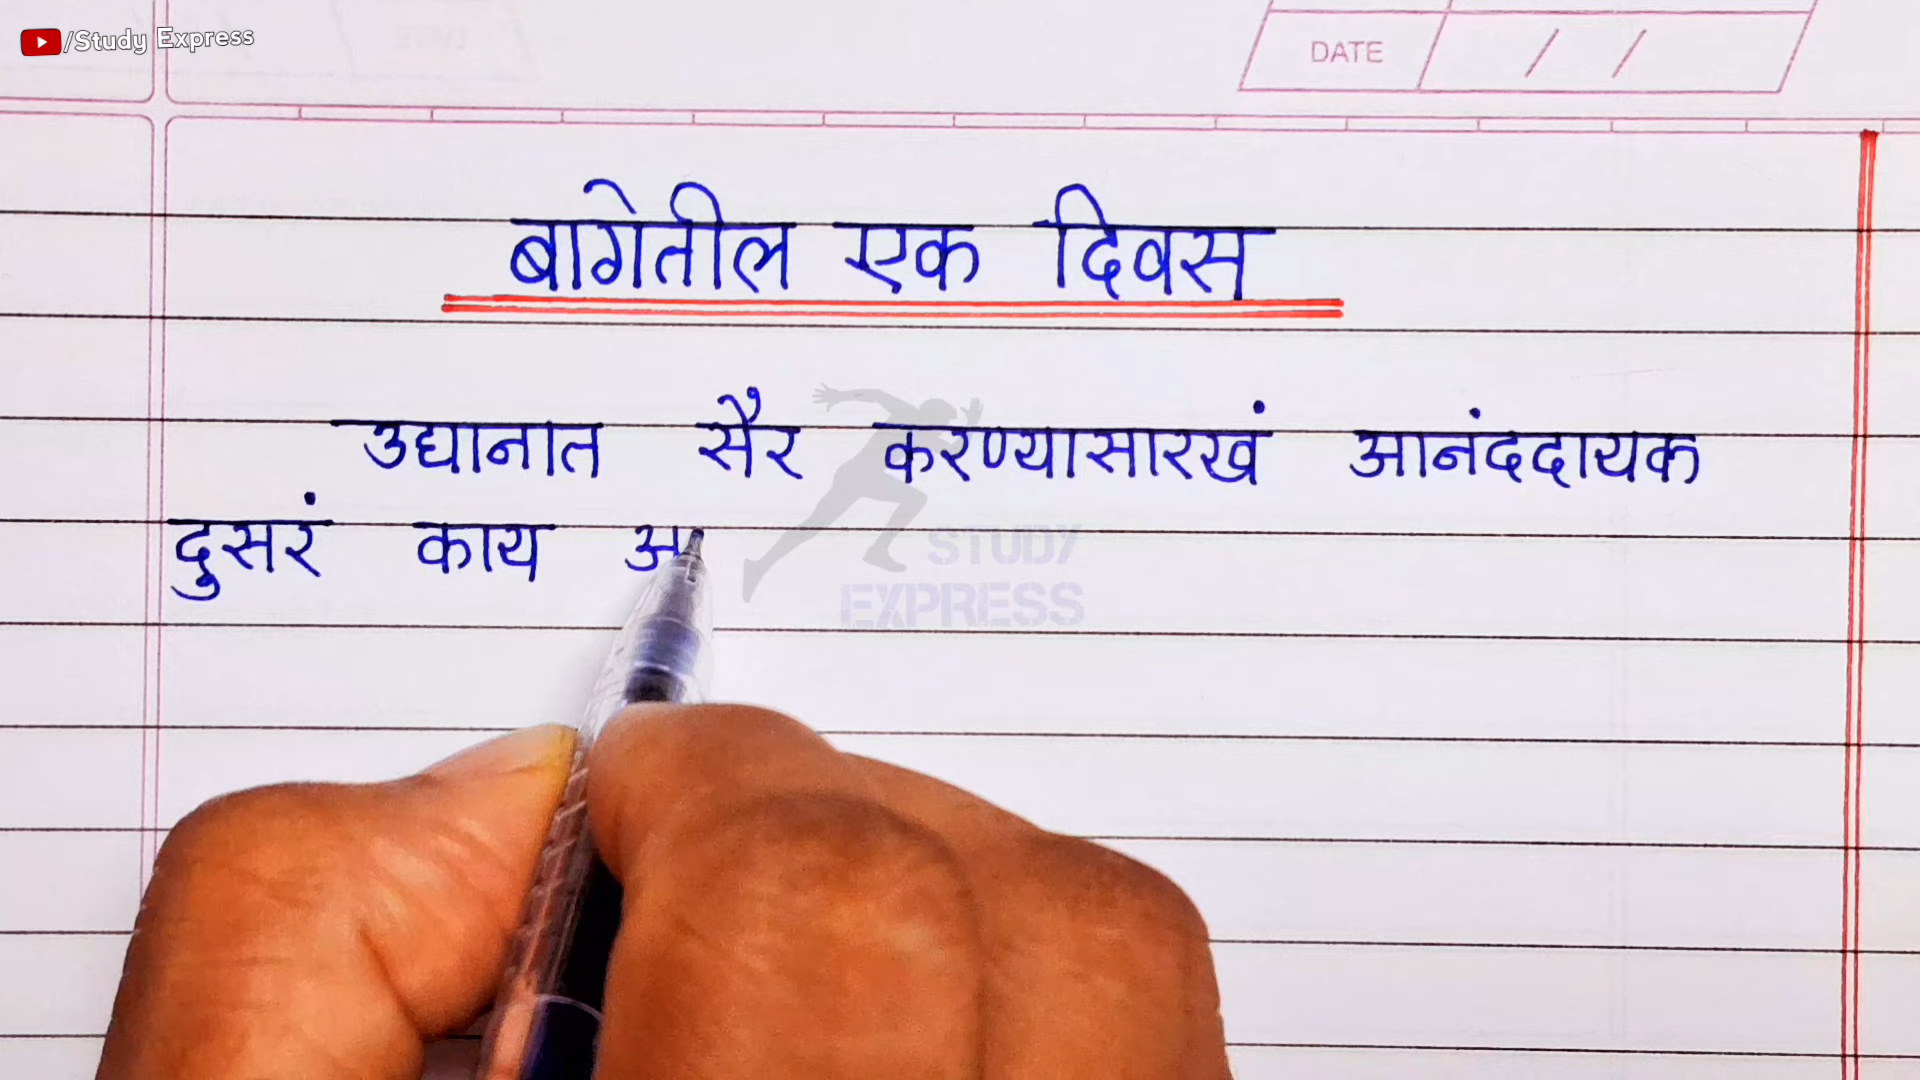 /Study Express
DATE / /
बागेतील एक दिवस
उद्यानात सैर करण्यासारखं आनंददायक
दुसरं काय
STUDY
EXPRESS